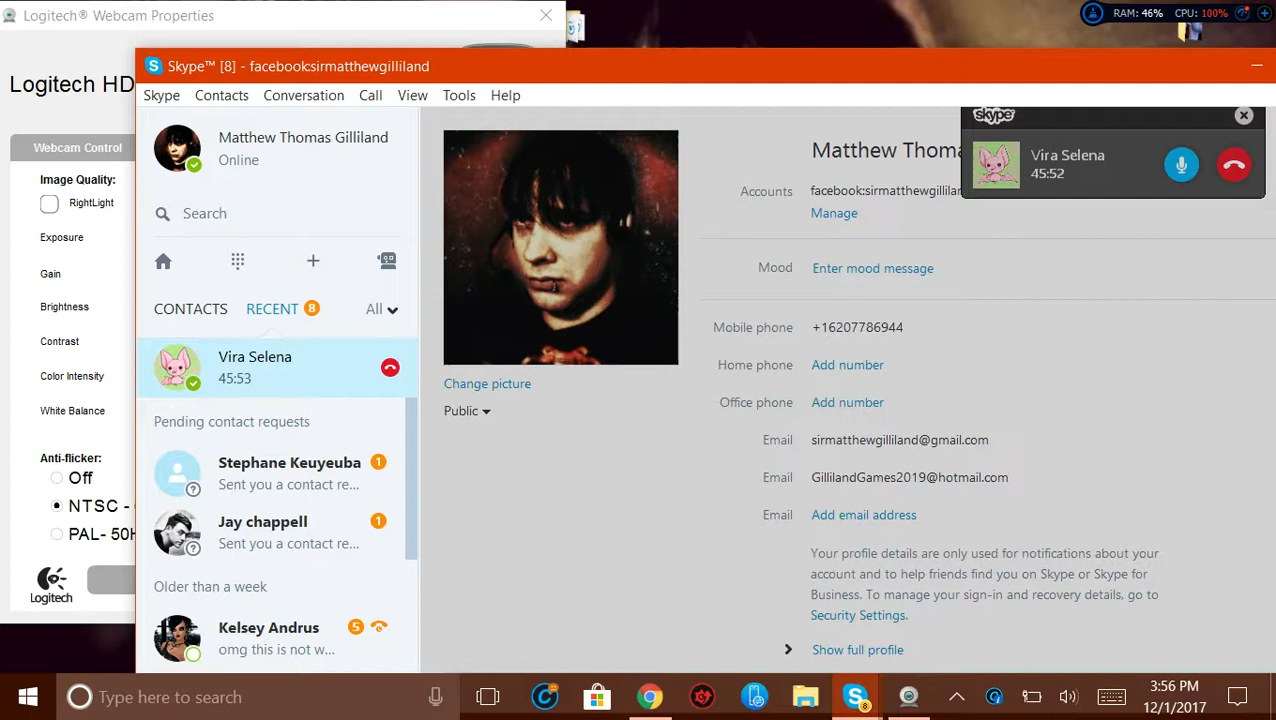 Logitech® Webcam Properties
RAM: 46% CPU: 100%
Logitech HD
Skype™ [8] - facebook:sirmatthewgilliland
Skype Contacts Conversation Call View Tools Help
Webcam Control
Image Quality:
RightLight
Exposure
Gain
Brightness
Contrast
Color Intensity
White Balance
Anti-flicker:
Off
NTSC -
PAL- 50H
Logitech
Matthew Thomas Gilliland
Online
Search
CONTACTS RECENT 8 All
Vira Selena
45:53
Pending contact requests
Stephane Keuyeuba 1
Sent you a contact re...
Jay chappell 1
Sent you a contact re...
Older than a week
Kelsey Andrus 5
omg this is not w...
Change picture
Public
Matthew Thoma
Accounts facebook:sirmatthewgillilan
Manage
Mood Enter mood message
Mobile phone +16207786944
Home phone Add number
Office phone Add number
Email sirmatthewgilliland@gmail.com
Email GillilandGames2019@hotmail.com
Email Add email address
Your profile details are only used for notifications about your
account and to help friends find you on Skype or Skype for
Business. To manage your sign-in and recovery details, go to
Security Settings.
Show full profile
skype
Vira Selena
45:52
Type here to search
8
3:56 PM
12/1/2017